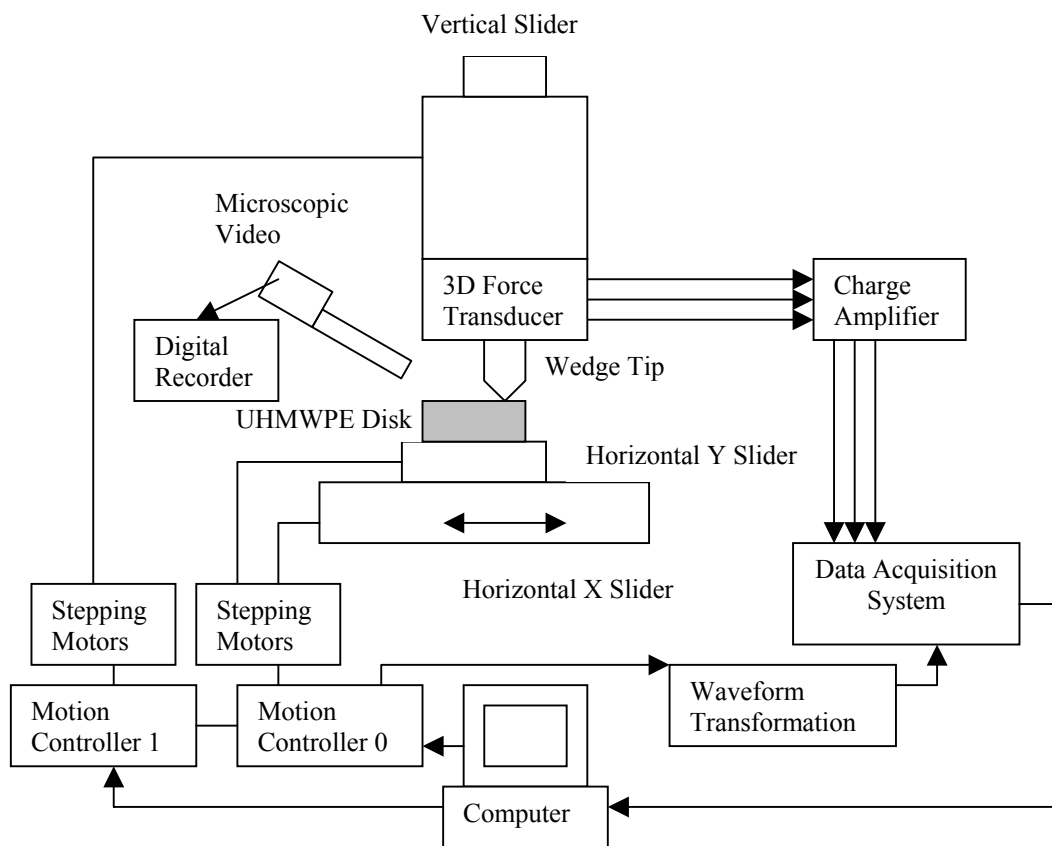 Vertical Slider
Microscopic
Video
3D Force
Transducer
Charge
Amplifier
Digital
Recorder
Wedge Tip
UHMWPE Disk
Horizontal Y Slider
Data Acquisition
System
Horizontal X Slider
Stepping
Motors
Stepping
Motors
Motion
Controller 1
Motion
Controller 0
Waveform
Transformation
Computer